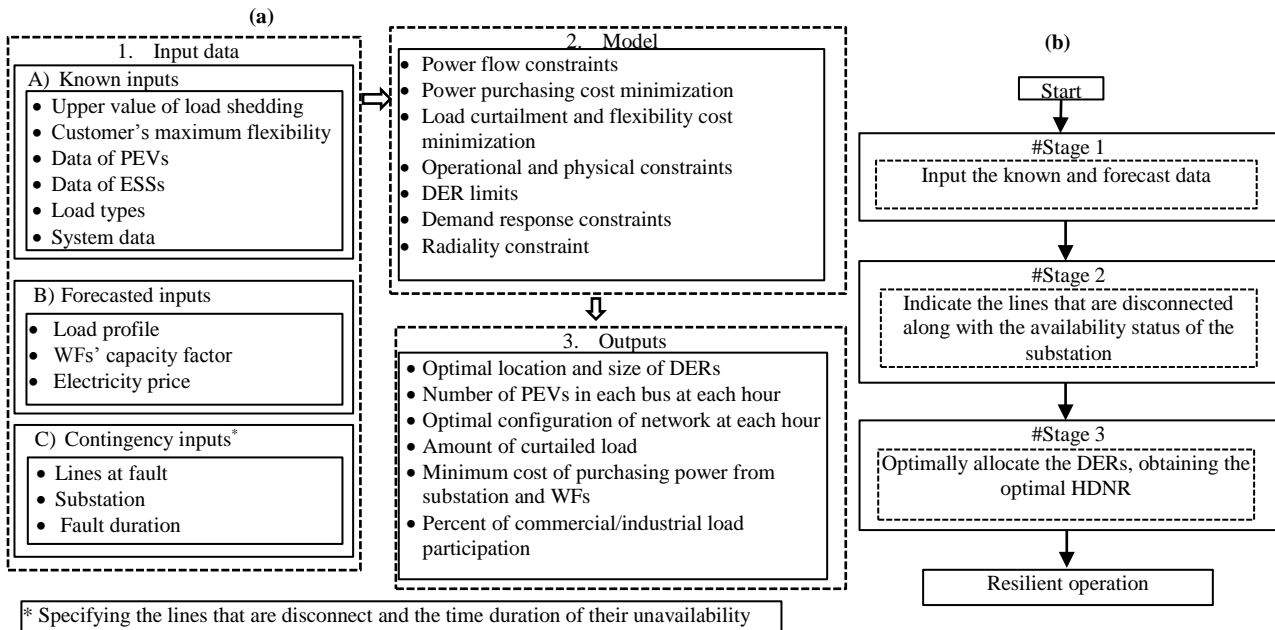 (a)
1. Input data
A) Known inputs
• Upper value of load shedding
• Customer's maximum flexibility
• Data of PEVs
• Data of ESSs
• Load types
• System data
B) Forecasted inputs
• Load profile
• WFs' capacity factor
• Electricity price
C) Contingency inputs*
• Lines at fault
• Substation
• Fault duration
2. Model
• Power flow constraints
• Power purchasing cost minimization
• Load curtailment and flexibility cost
minimization
• Operational and physical constraints
• DER limits
• Demand response constraints
• Radiality constraint
3. Outputs
• Optimal location and size of DERs
• Number of PEVs in each bus at each hour
• Optimal configuration of network at each hour
• Amount of curtailed load
• Minimum cost of purchasing power from
substation and WFs
• Percent of commercial/industrial load
participation
* Specifying the lines that are disconnect and the time duration of their unavailability
(b)
Start
#Stage 1
Input the known and forecast data
#Stage 2
Indicate the lines that are disconnected
along with the availability status of the
substation
#Stage 3
Optimally allocate the DERs, obtaining the
optimal HDNR
Resilient operation